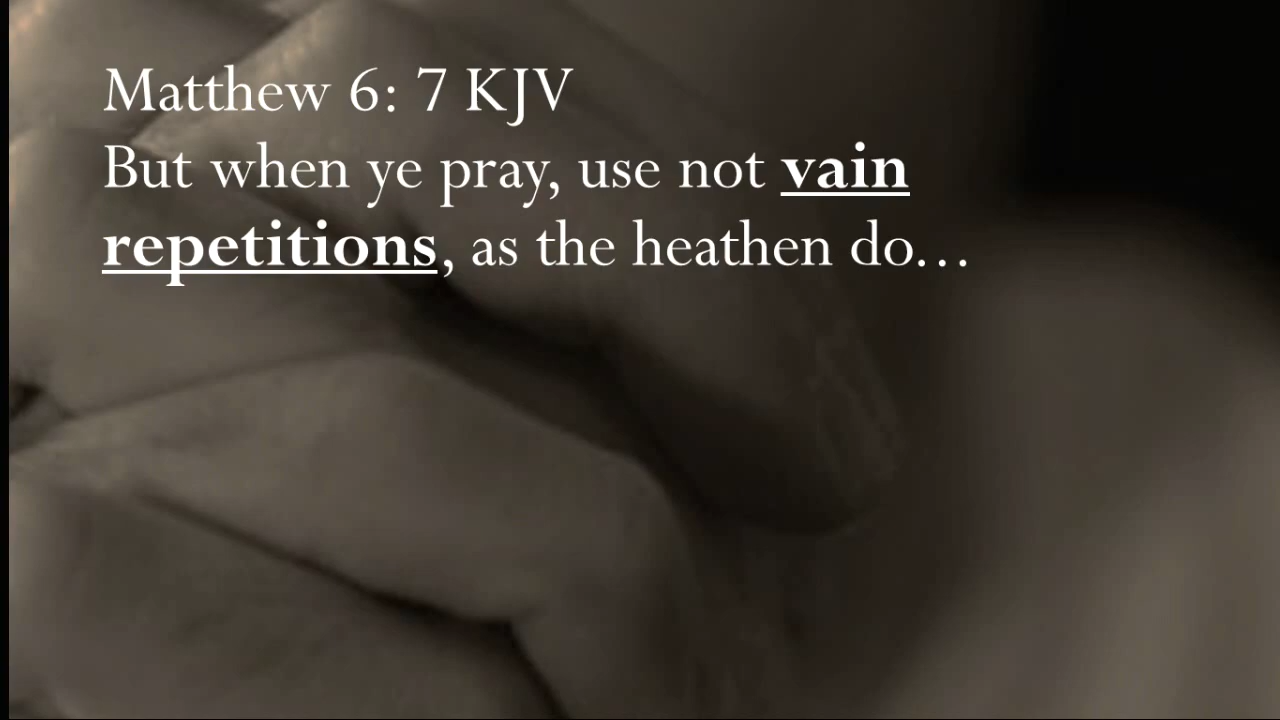 Matthew 6: 7 KJV
But when ye pray, use not vain
repetitions, as the heathen do…